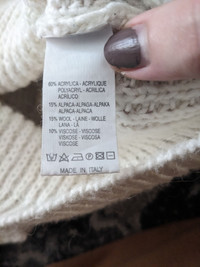 60% ACRYLICA - ACRYLIQUE
POLYACRYL - ACRILICA
ACRILICO
15% ALPACA-ALPAGA-ALPAKA
ALPACA-ALPACA
15% WOOL - LAINE - WOLLE
LANA - LÃ
10% VISCOSE - VISCOSE
VISKOSE - VISCOSA
VISCOSE
MADE IN ITALY